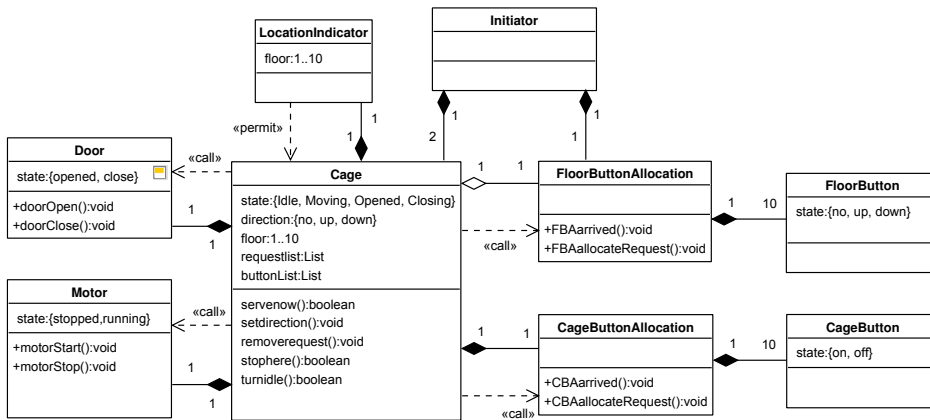 LocationIndicator
floor:1..10
Initiator
«permit»
1
1
1
2
1
1
Door
state:{opened, close}
+doorOpen():void
+doorClose():void
«call»
1
1
Motor
state:{stopped,running}
+motorStart():void
+motorStop():void
«call»
1
1
Cage
state:{Idle, Moving, Opened, Closing}
direction:{no, up, down}
floor:1..10
requestlist:List
buttonList:List
servenow():boolean
setdirection():void
removerequest():void
stophere():boolean
turnidle():boolean
1
1
«call»
FloorButtonAllocation
+FBAarrived():void
+FBAallocateRequest():void
1
10
FloorButton
state:{no, up, down}
1
1
«call»
CageButtonAllocation
+CBAarrived():void
+CBAallocateRequest():void
1
10
CageButton
state:{on, off}